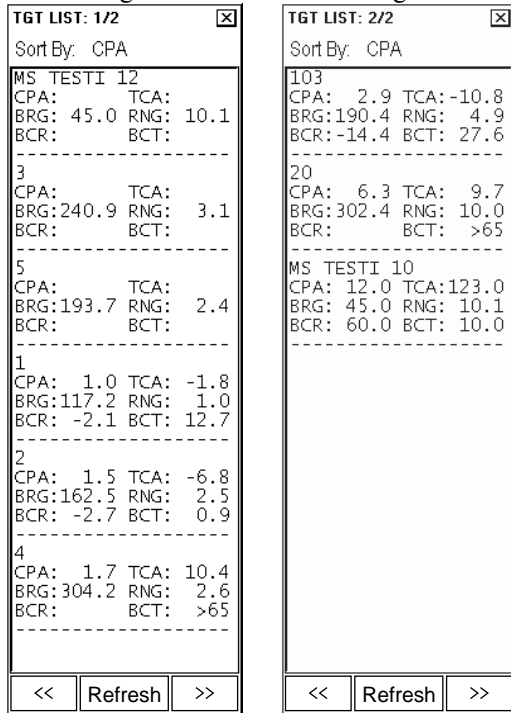 TGT LIST: 1/2
Sort By: CPA
MS TESTI 12
CPA: TCA:
BRG: 45.0 RNG: 10.1
BCR: BCT:
--------------------
3
CPA: TCA:
BRG:240.9 RNG: 3.1
BCR: BCT:
--------------------
5
CPA: TCA:
BRG:193.7 RNG: 2.4
BCR: BCT:
--------------------
1
CPA: 1.0 TCA: -1.8
BRG:117.2 RNG: 1.0
BCR: -2.1 BCT: 12.7
--------------------
2
CPA: 1.5 TCA: -6.8
BRG:162.5 RNG: 2.5
BCR: -2.7 BCT: 0.9
--------------------
4
CPA: 1.7 TCA: 10.4
BRG:304.2 RNG: 2.6
BCR: BCT: >65
--------------------
<< Refresh >>
TGT LIST: 2/2
Sort By: CPA
103
CPA: 2.9 TCA:-10.8
BRG:190.4 RNG: 4.9
BCR:-14.4 BCT: 27.6
--------------------
20
CPA: 6.3 TCA: 9.7
BRG:302.4 RNG: 10.0
BCR: BCT: >65
--------------------
MS TESTI 10
CPA: 12.0 TCA:123.0
BRG: 45.0 RNG: 10.1
BCR: 60.0 BCT: 10.0
--------------------
<< Refresh >>